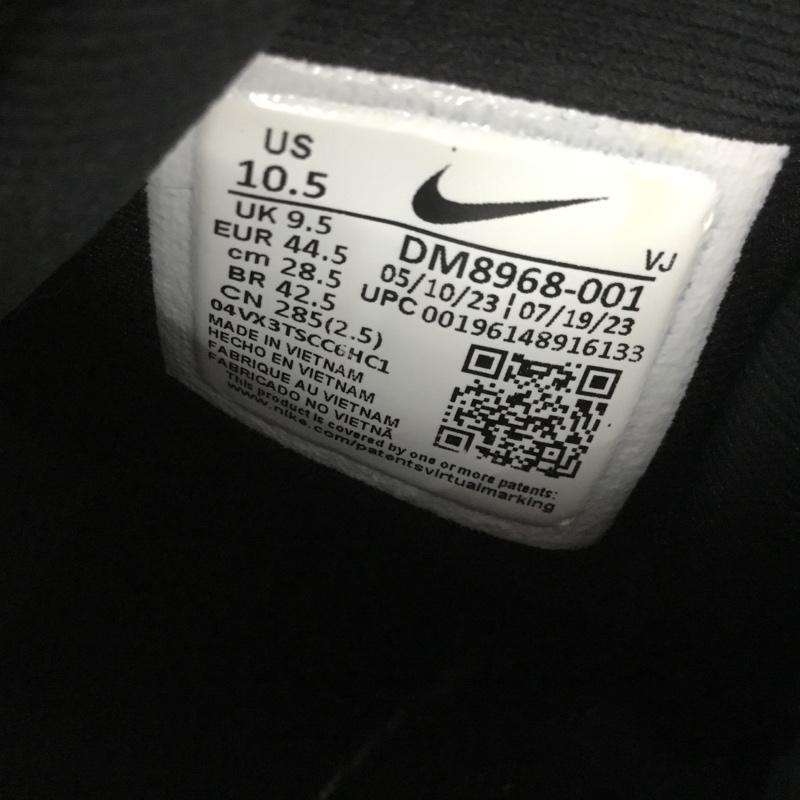 US
10.5
UK 9.5
EUR 44.5
cm 28.5
BR 42.5
CN 285(2.5)
04VX3TSCC6HC1
MADE IN VIETNAM
HECHO EN VIETNAM
FABRIQUE AU VIETNAM
FABRICADO NO VIETNÃ
This product is covered by one or more patents:
www.nike.com/patentsvirtualmarking
VJ
DM8968-001
05/10/23 ¦ 07/19/23
UPC 00196148916133